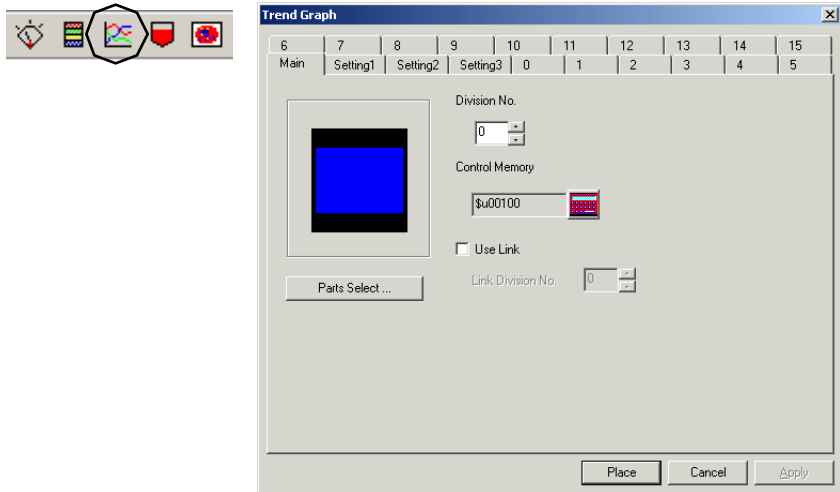 Trend Graph
6 7 8 9 10 11 12 13 14 15
Main Setting1 Setting2 Setting3 0 1 2 3 4 5
Division No.
0
Control Memory
$u00100
Use Link
Link Division No. 0
Parts Select ...
Place Cancel Apply